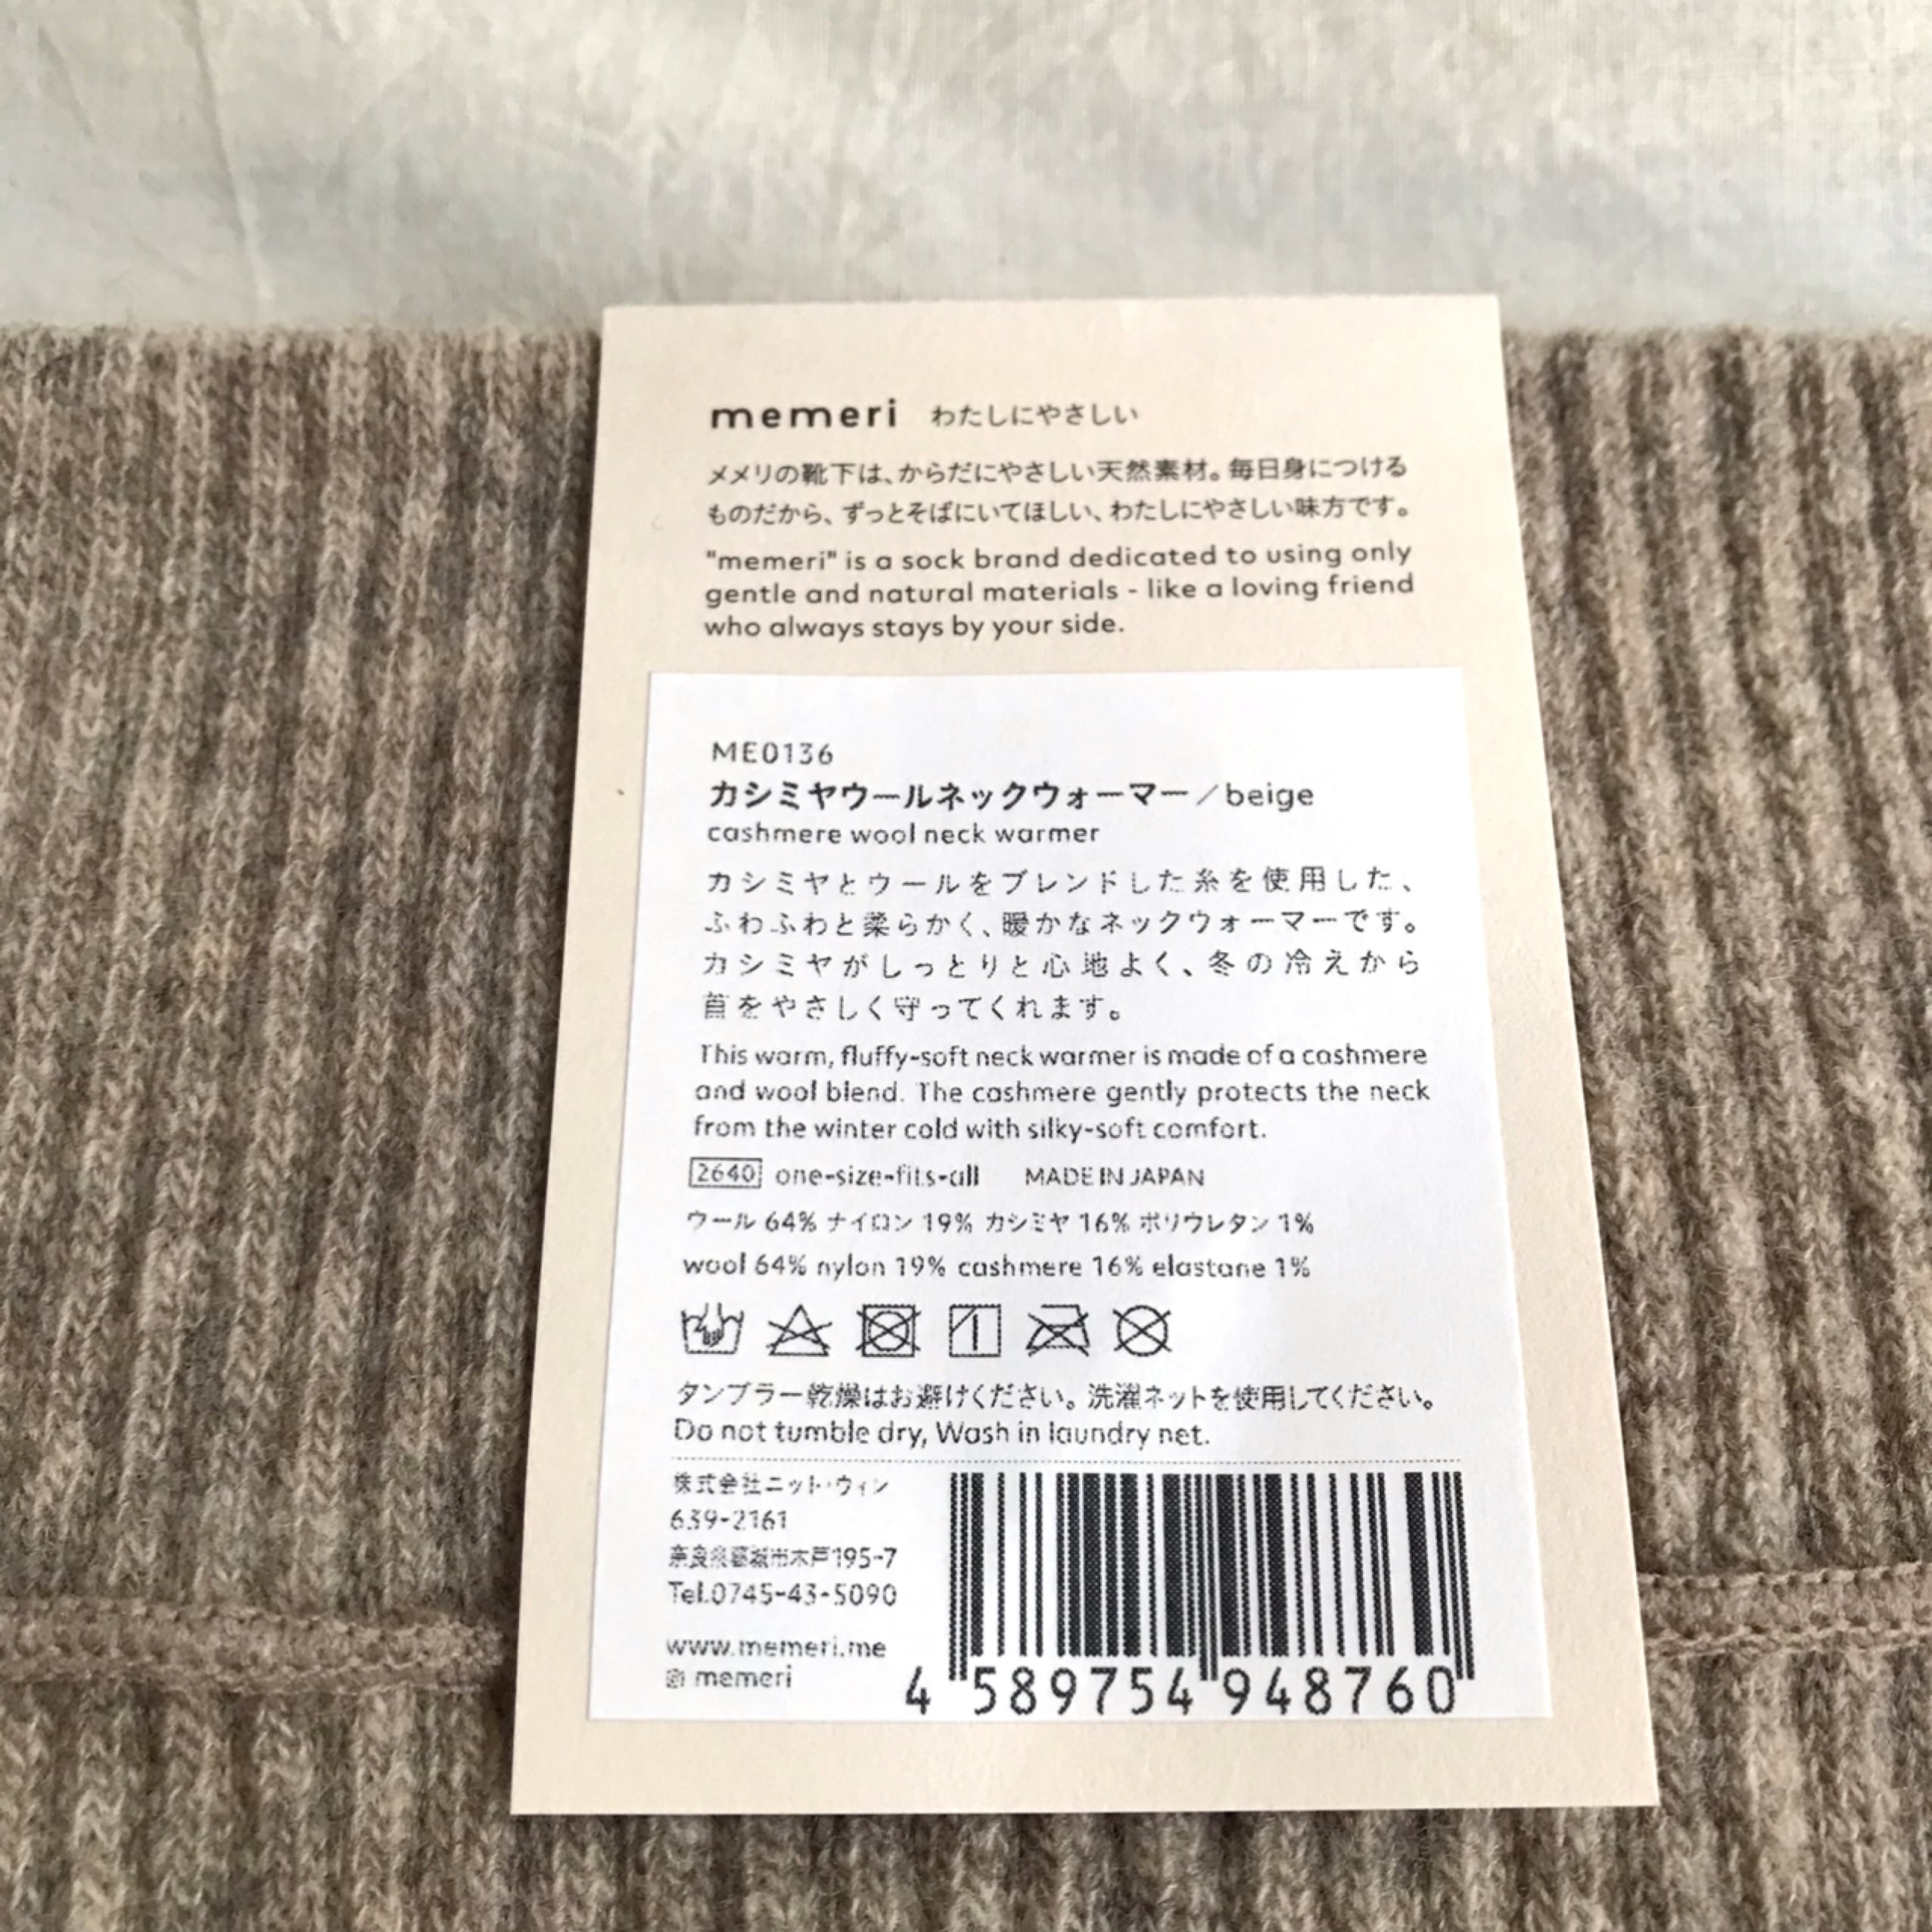 memeri わたしにやさしい
メメリの靴下は、からだにやさしい天然素材。毎日身につける
ものだから、ずっとそばにいてほしい、わたしにやさしい味方です。
"memeri" is a sock brand dedicated to using only
gentle and natural materials - like a loving friend
who always stays by your side.
ME0136
カシミヤウールネックウォーマー／beige
cashmere wool neck warmer
カシミヤとウールをブレンドした糸を使用した、
ふわふわと柔らかく、暖かなネックウォーマーです。
カシミヤがしっとりと心地よく、冬の冷えから
首をやさしく守ってくれます。
This warm, fluffy-soft neck warmer is made of a cashmere
and wool blend. The cashmere gently protects the neck
from the winter cold with silky-soft comfort.
2640 one-size-fits-all MADE IN JAPAN
ウール 64% ナイロン 19% カシミヤ 16% ポリウレタン 1%
wool 64% nylon 19% cashmere 16% elastane 1%
タンブラー乾燥はお避けください。洗濯ネットを使用してください。
Do not tumble dry, Wash in laundry net.
株式会社ニット・ウィン
639-2161
奈良県葛城市木戸195-7
Tel.0745-43-5090
www.memeri.me
@ memeri
4 589754 948760